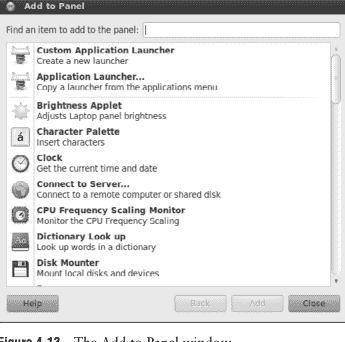 Add to Panel
Find an item to add to the panel:
Custom Application Launcher
Create a new launcher
Application Launcher...
Copy a launcher from the applications menu
Brightness Applet
Adjusts Laptop panel brightness
Character Palette
á
Insert characters
Clock
Get the current time and date
Connect to Server...
Connect to a remote computer or shared disk
CPU Frequency Scaling Monitor
Monitor the CPU Frequency Scaling
Dictionary Look up
Aa
Look up words in a dictionary
Disk Mounter
Mount local disks and devices
Help Back Add Close
Figure 4-13 The Add to Panel window